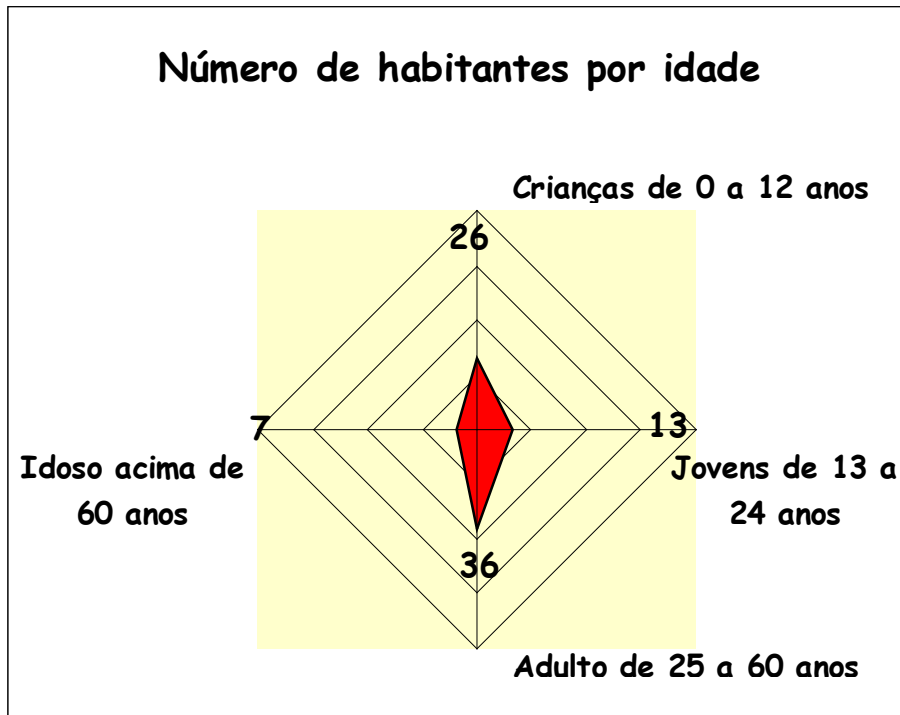 Número de habitantes por idade
Crianças de 0 a 12 anos
26
7
13
Idoso acima de
60 anos
Jovens de 13 a
24 anos
36
Adulto de 25 a 60 anos